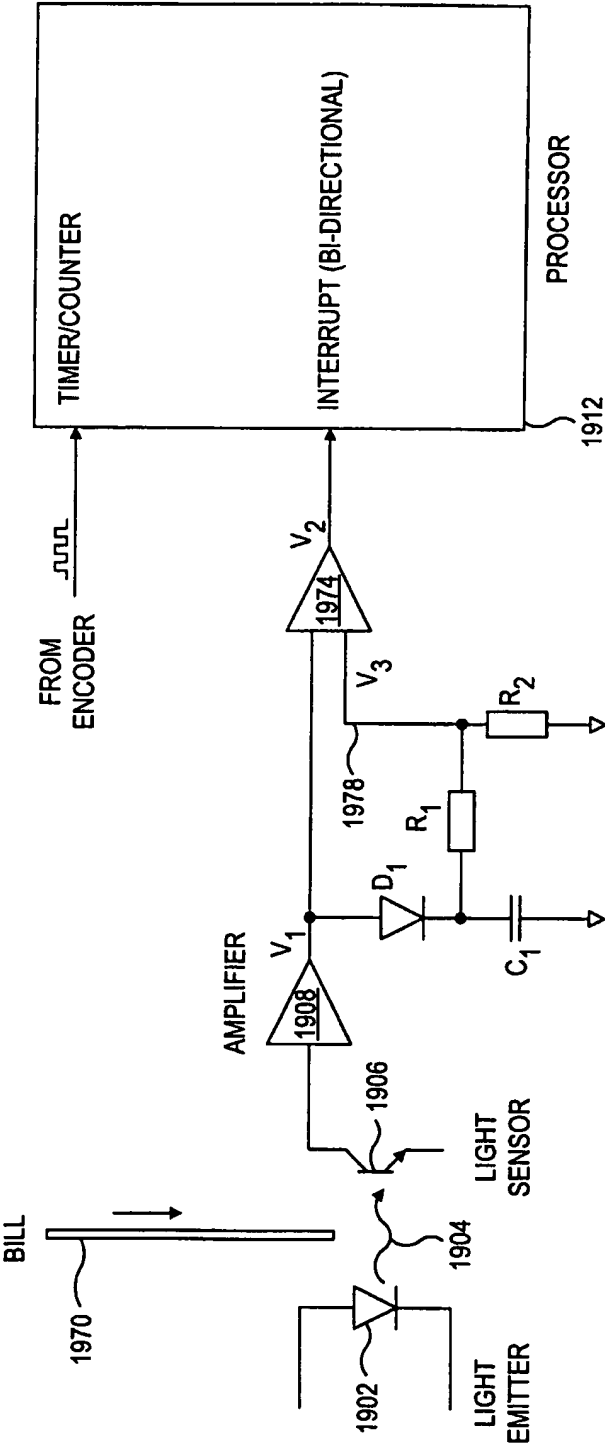 BILL
1970
1902
LIGHT
EMITTER
1904
1906
LIGHT
SENSOR
AMPLIFIER
1908
V1
D1
C1
R1
R2
1978
V3
1974
V2
FROM
ENCODER
TIMER/COUNTER
INTERRUPT (BI-DIRECTIONAL)
PROCESSOR
1912